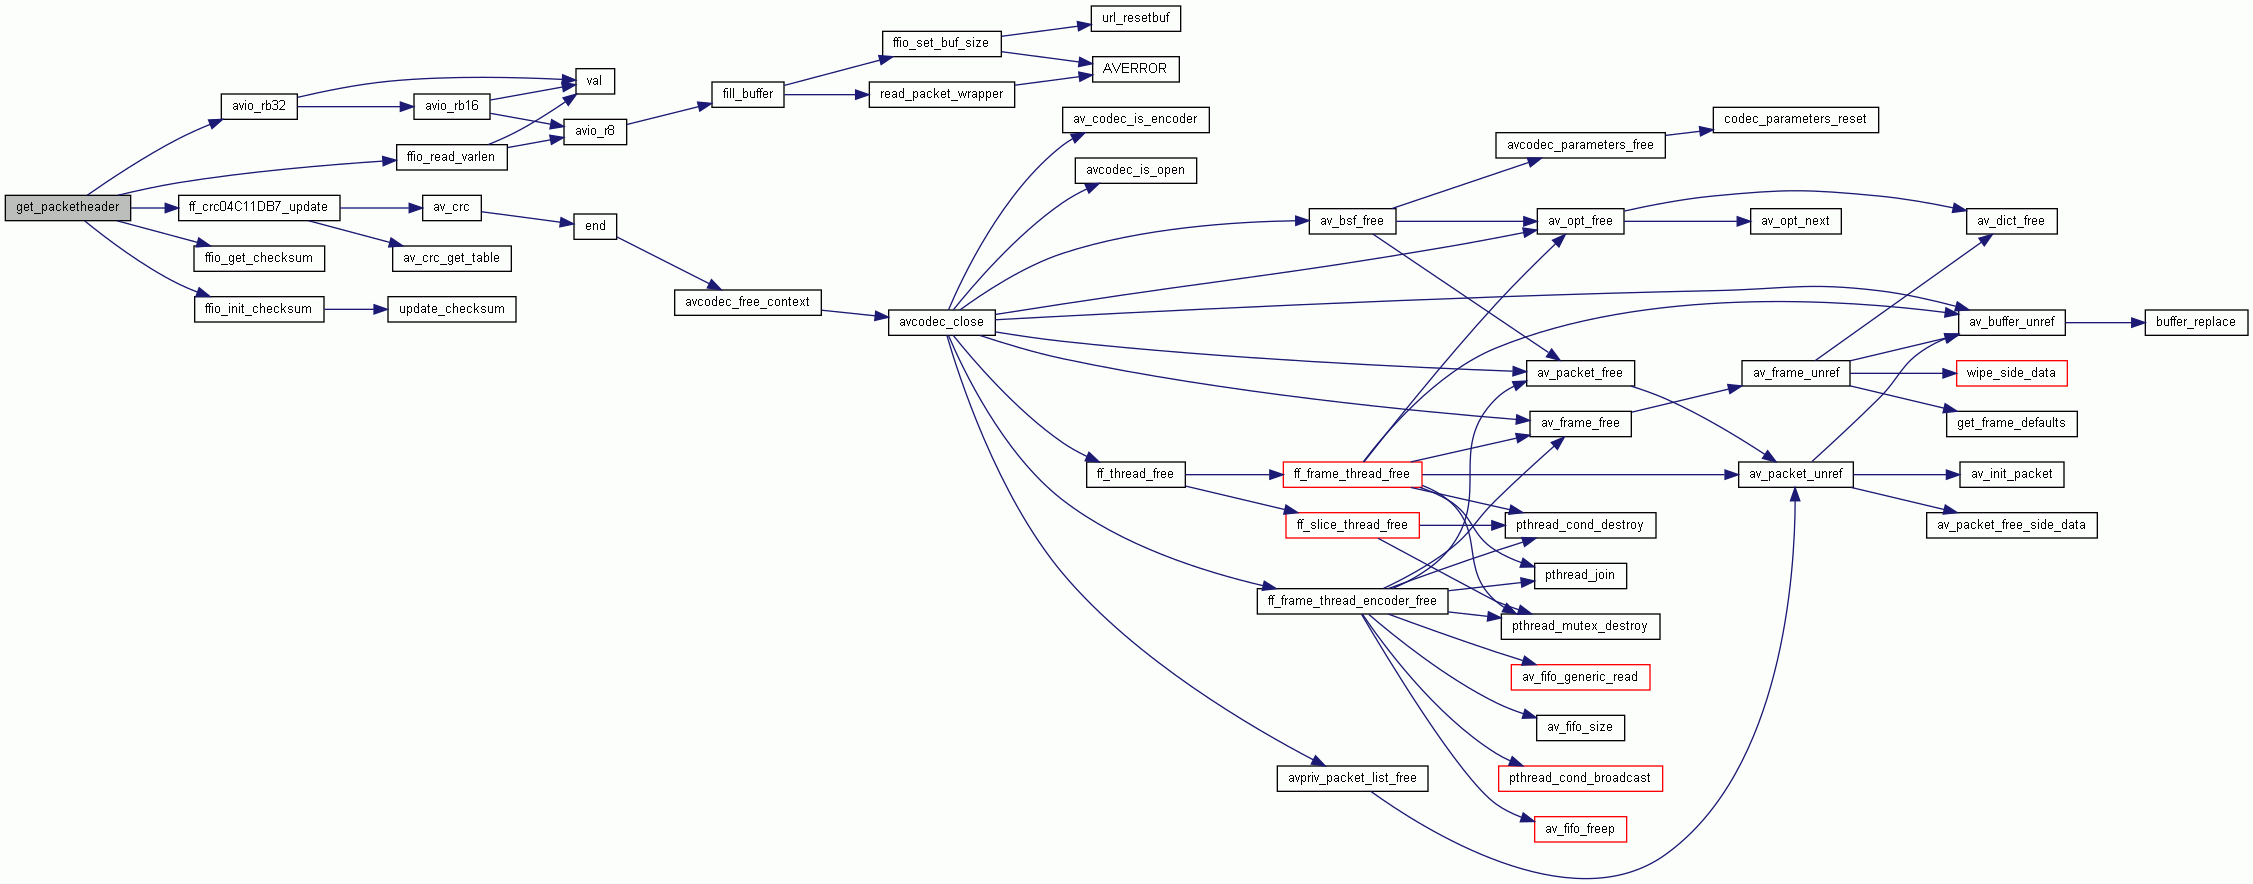 get_packetheader
avio_rb32
ffio_read_varlen
ff_crc04C11DB7_update
ffio_get_checksum
ffio_init_checksum
avio_rb16
av_crc
av_crc_get_table
update_checksum
val
avio_r8
end
fill_buffer
avcodec_free_context
ffio_set_buf_size
read_packet_wrapper
avcodec_close
url_resetbuf
AVERROR
av_codec_is_encoder
avcodec_is_open
av_bsf_free
ff_thread_free
ff_frame_thread_free
ff_slice_thread_free
ff_frame_thread_encoder_free
avpriv_packet_list_free
avcodec_parameters_free
av_opt_free
av_packet_free
av_frame_free
pthread_cond_destroy
pthread_join
pthread_mutex_destroy
av_fifo_generic_read
av_fifo_size
pthread_cond_broadcast
av_fifo_freep
codec_parameters_reset
av_opt_next
av_frame_unref
av_packet_unref
av_dict_free
av_buffer_unref
wipe_side_data
get_frame_defaults
av_init_packet
av_packet_free_side_data
buffer_replace